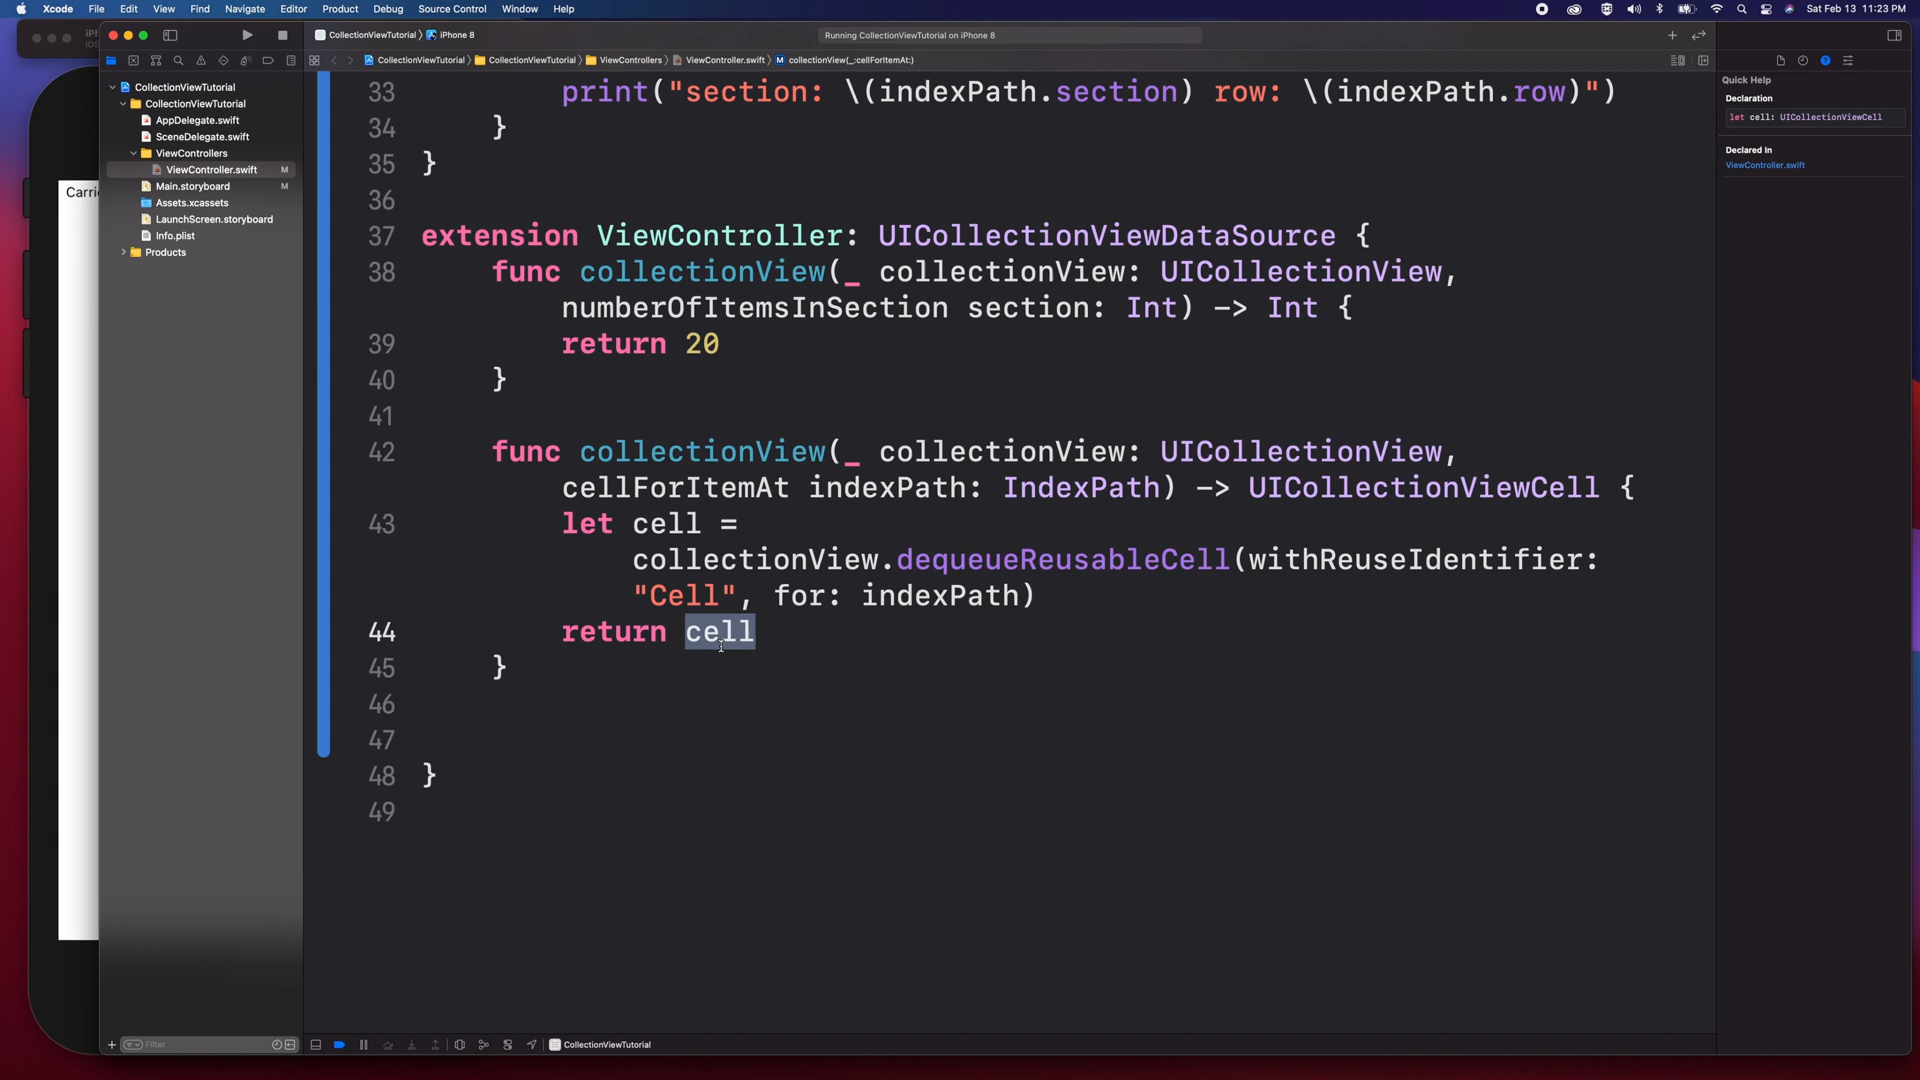 Xcode File Edit View Find Navigate Editor Product Debug Source Control Window Help
Sat Feb 13 11:23 PM
CollectionViewTutorial 〉 iPhone 8
Running CollectionViewTutorial on iPhone 8
CollectionViewTutorial 〉 CollectionViewTutorial 〉 ViewControllers 〉 ViewController.swift 〉 M collectionView(_:cellForItemAt:)
CollectionViewTutorial
CollectionViewTutorial
AppDelegate.swift
SceneDelegate.swift
ViewControllers
ViewController.swift M
Main.storyboard M
Assets.xcassets
LaunchScreen.storyboard
Info.plist
Products
Carri
33 print("section: \(indexPath.section) row: \(indexPath.row)")
34 }
35 }
36
37 extension ViewController: UICollectionViewDataSource {
38 func collectionView(_ collectionView: UICollectionView,
numberOfItemsInSection section: Int) -> Int {
39 return 20
40 }
41
42 func collectionView(_ collectionView: UICollectionView,
cellForItemAt indexPath: IndexPath) -> UICollectionViewCell {
43 let cell =
collectionView.dequeueReusableCell(withReuseIdentifier:
"Cell", for: indexPath)
44 return cell
45 }
46
47
48 }
49
Quick Help
Declaration
let cell: UICollectionViewCell
Declared In
ViewController.swift
Filter
CollectionViewTutorial